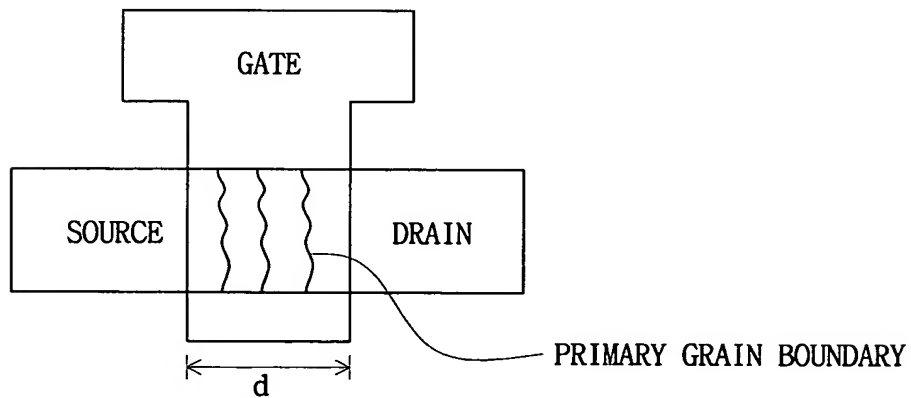 GATE
SOURCE
DRAIN
PRIMARY GRAIN BOUNDARY
d